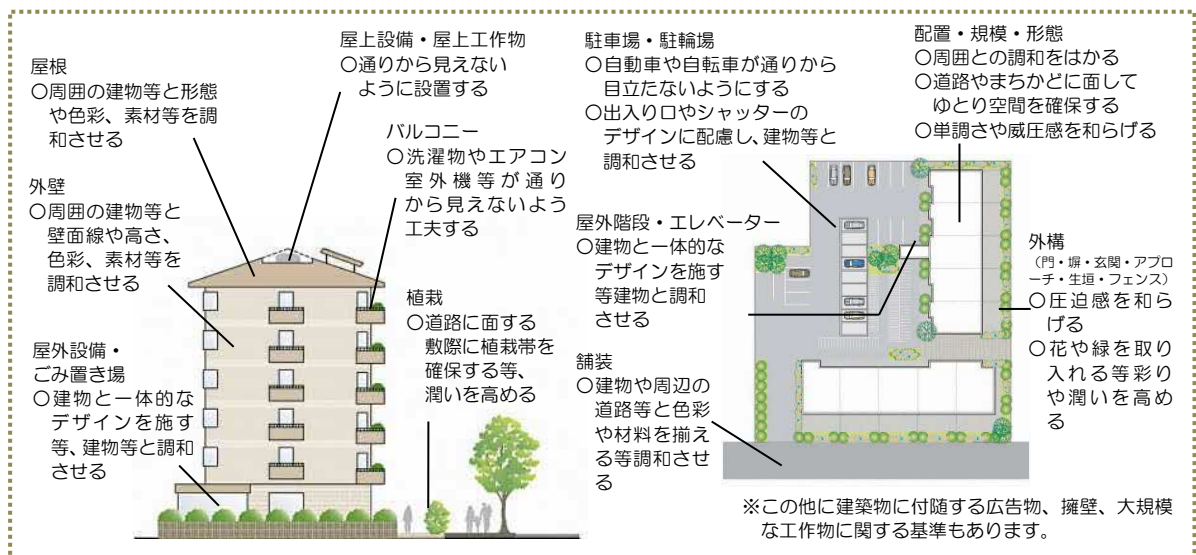 屋根
○周囲の建物等と形態
や色彩、素材等を調
和させる
外壁
○周囲の建物等と
壁面線や高さ、
色彩、素材等を
調和させる
屋外設備・
ごみ置き場
○建物と一体的な
デザインを施す
等、建物等と調和
させる
屋上設備・屋上工作物
○通りから見えない
ように設置する
バルコニー
○洗濯物やエアコン
室外機等が通り
から見えないよう
工夫する
植栽
○道路に面する
敷際に植栽帯を
確保する等、
潤いを高める
駐車場・駐輪場
○自動車や自転車が通りから
目立たないようにする
○出入り口やシャッターの
デザインに配慮し、建物等と
調和させる
屋外階段・エレベーター
○建物と一体的な
デザインを施す
等建物と調和
させる
舗装
○建物や周辺の
道路等と色彩
や材料を揃え
る等調和させ
る
配置・規模・形態
○周囲との調和をはかる
○道路やまちかどに面して
ゆとり空間を確保する
○単調さや威圧感を和らげる
外構
（門・塀・玄関・アプロ
ーチ・生垣・フェンス）
○圧迫感を和ら
げる
○花や緑を取り
入れる等彩り
や潤いを高め
る
※この他に建築物に付随する広告物、擁壁、大規模
な工作物に関する基準もあります。